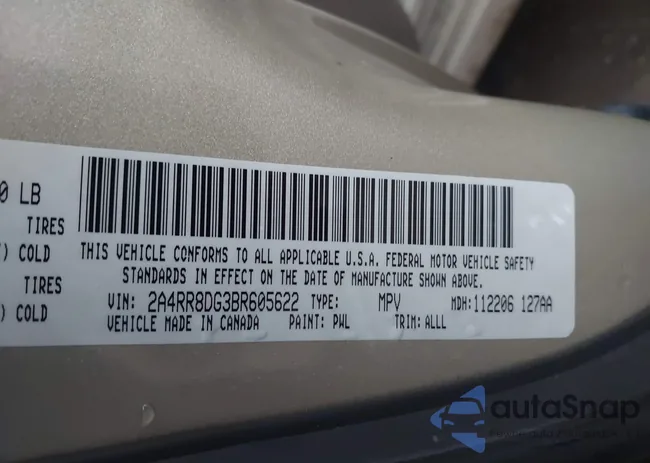 0 LB
TIRES
) COLD
TIRES
) COLD
THIS VEHICLE CONFORMS TO ALL APPLICABLE U.S.A. FEDERAL MOTOR VEHICLE SAFETY
STANDARDS IN EFFECT ON THE DATE OF MANUFACTURE SHOWN ABOVE.
VIN: 2A4RR8DG3BR605622 TYPE: MPV MDH:112206 127AA
VEHICLE MADE IN CANADA PAINT: PWL TRIM: ALLL
autaSnap